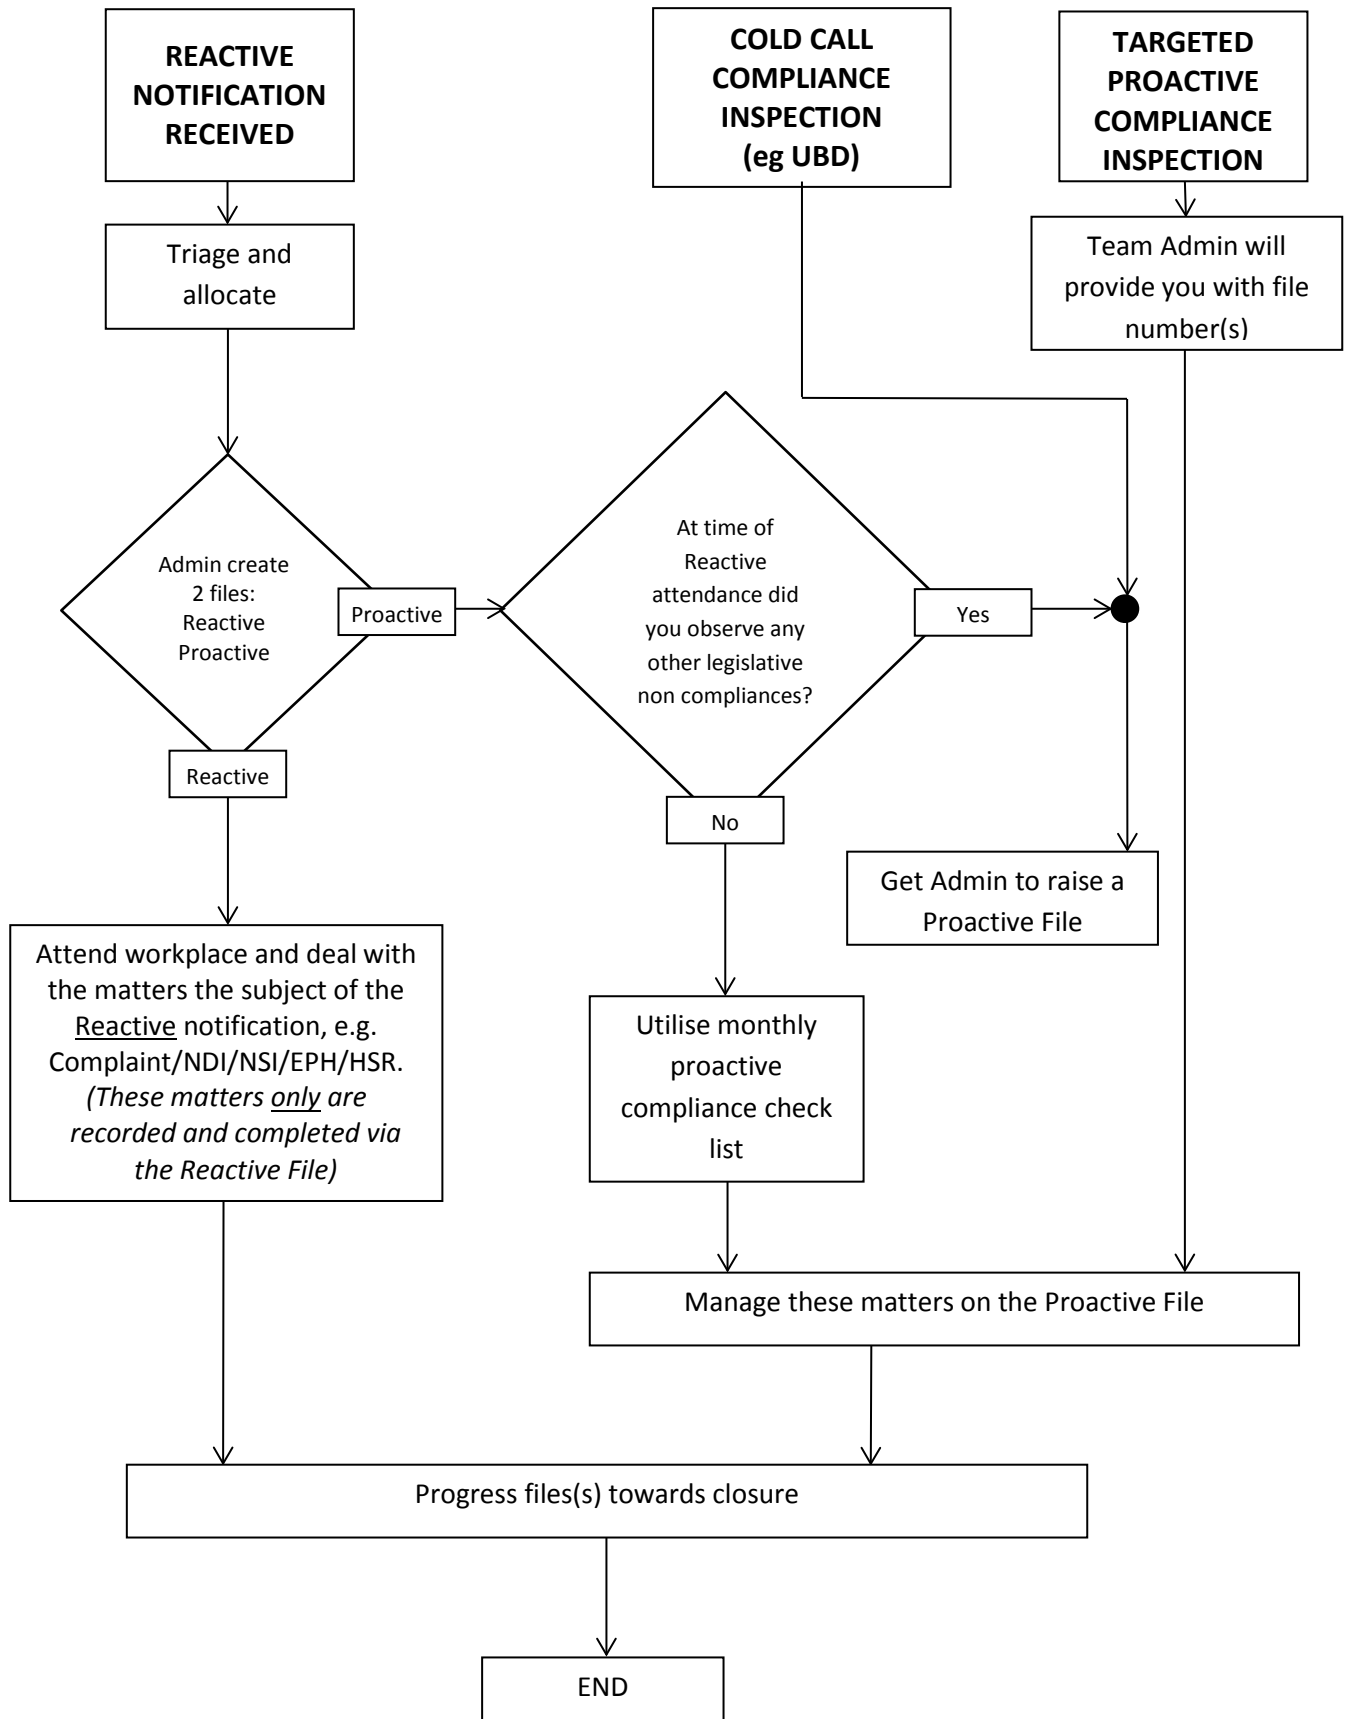 REACTIVE
NOTIFICATION
RECEIVED
COLD CALL
COMPLIANCE
INSPECTION
(eg UBD)
TARGETED
PROACTIVE
COMPLIANCE
INSPECTION
Triage and
allocate
Team Admin will
provide you with file
number(s)
Admin create
2 files:
Reactive
Proactive
Proactive
At time of
Reactive
attendance did
you observe any
other legislative
non compliances?
Yes
Reactive
No
Get Admin to raise a
Proactive File
Attend workplace and deal with
the matters the subject of the
Reactive notification, e.g.
Complaint/NDI/NSI/EPH/HSR.
(These matters only are
recorded and completed via
the Reactive File)
Utilise monthly
proactive
compliance check
list
Manage these matters on the Proactive File
Progress files(s) towards closure
END